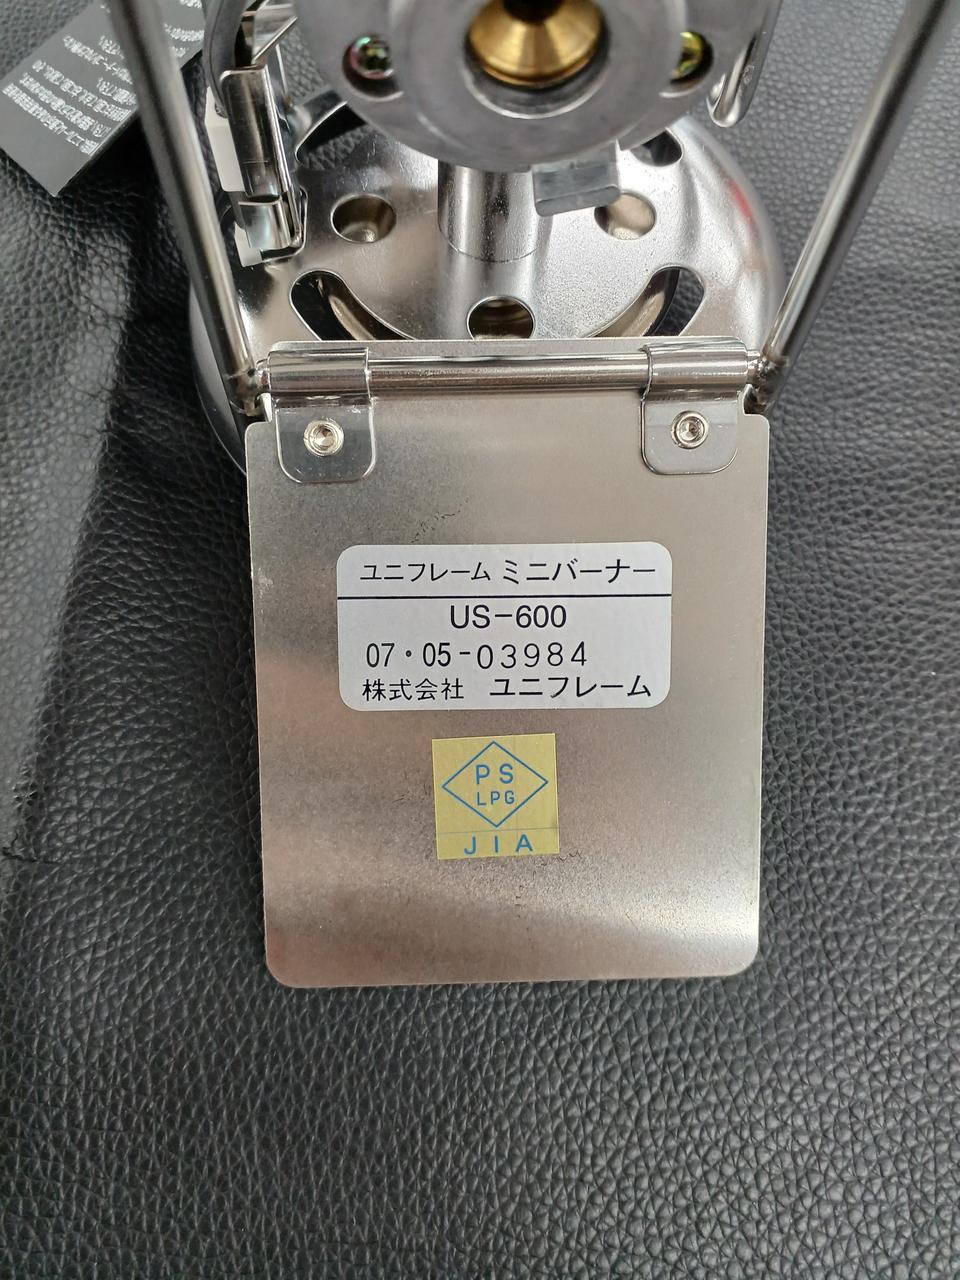 ユニフレーム ミニバーナー
US-600
07・05-03984
株式会社 ユニフレーム
PS
LPG
JIA